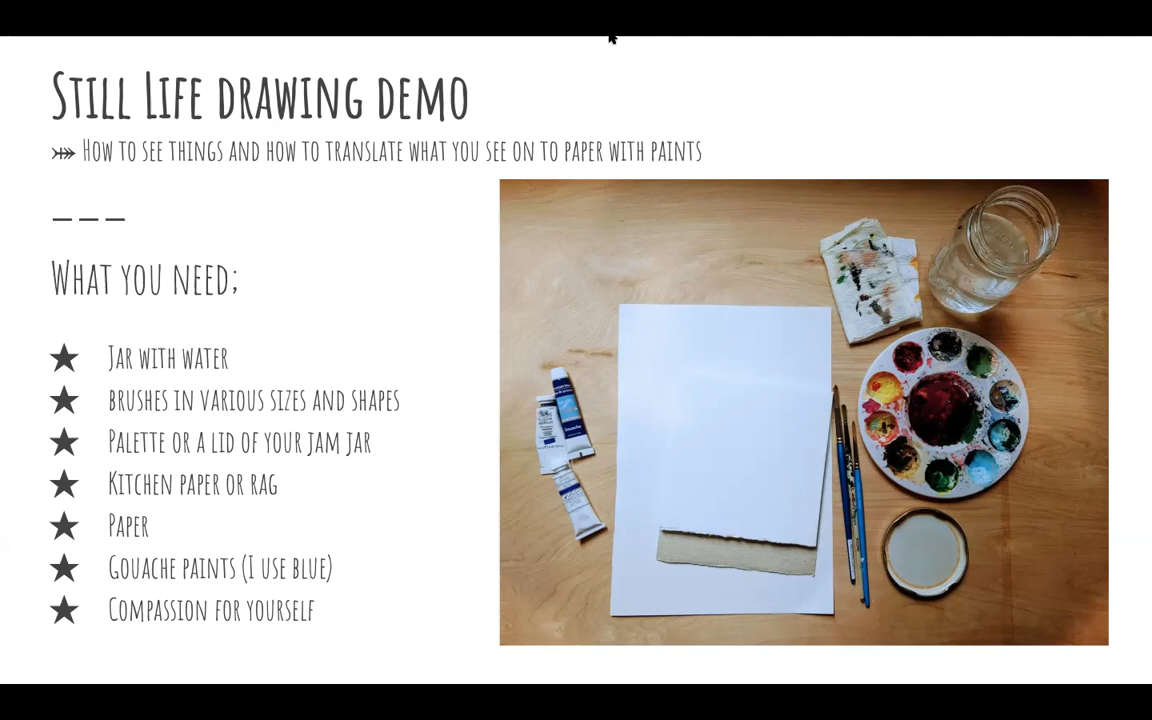 Still Life drawing demo
How to see things and how to translate what you see on to paper with paints
What you need;
Jar with water
brushes in various sizes and shapes
Palette or a lid of your jam jar
Kitchen paper or rag
Paper
Gouache paints (I use blue)
Compassion for yourself